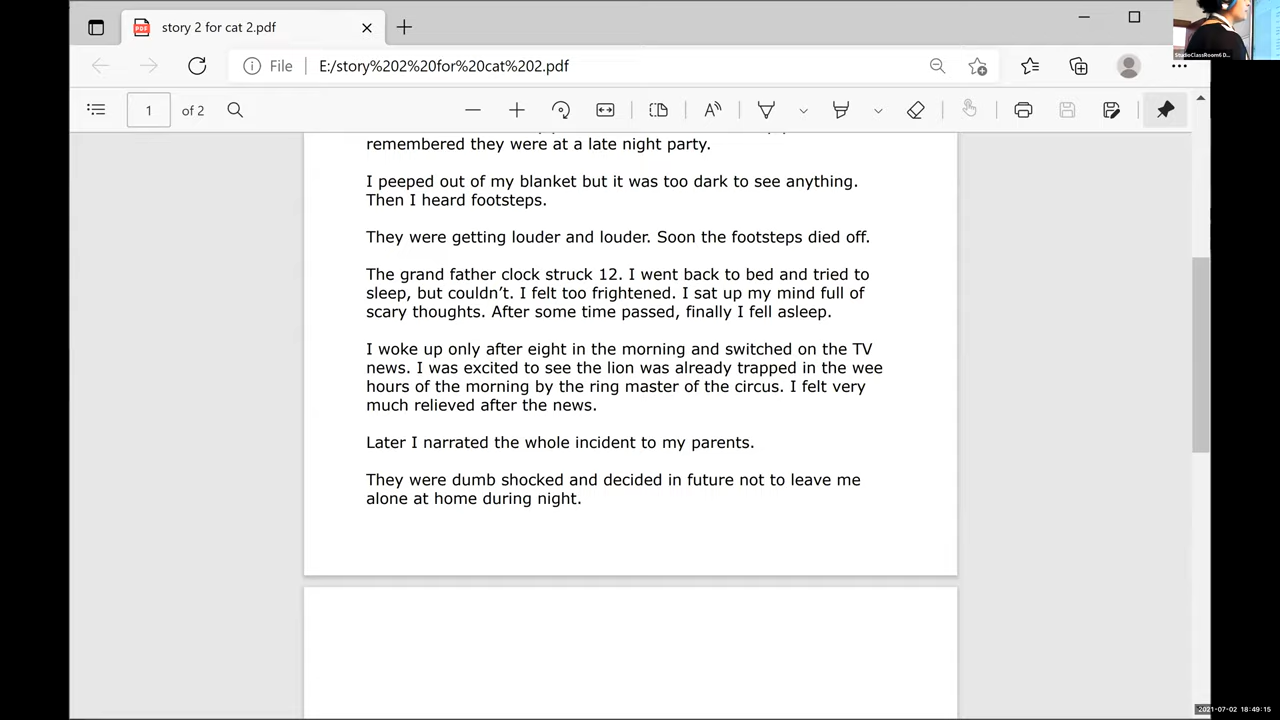 story 2 for cat 2.pdf
File
E:/story%202%20for%20cat%202.pdf
1
of 2
remembered they were at a late night party.
I peeped out of my blanket but it was too dark to see anything.
Then I heard footsteps.
They were getting louder and louder. Soon the footsteps died off.
The grand father clock struck 12. I went back to bed and tried to
sleep, but couldn’t. I felt too frightened. I sat up my mind full of
scary thoughts. After some time passed, finally I fell asleep.
I woke up only after eight in the morning and switched on the TV
news. I was excited to see the lion was already trapped in the wee
hours of the morning by the ring master of the circus. I felt very
much relieved after the news.
Later I narrated the whole incident to my parents.
They were dumb shocked and decided in future not to leave me
alone at home during night.
StudioClassRoom6 D...
2021-07-02 18:49:15